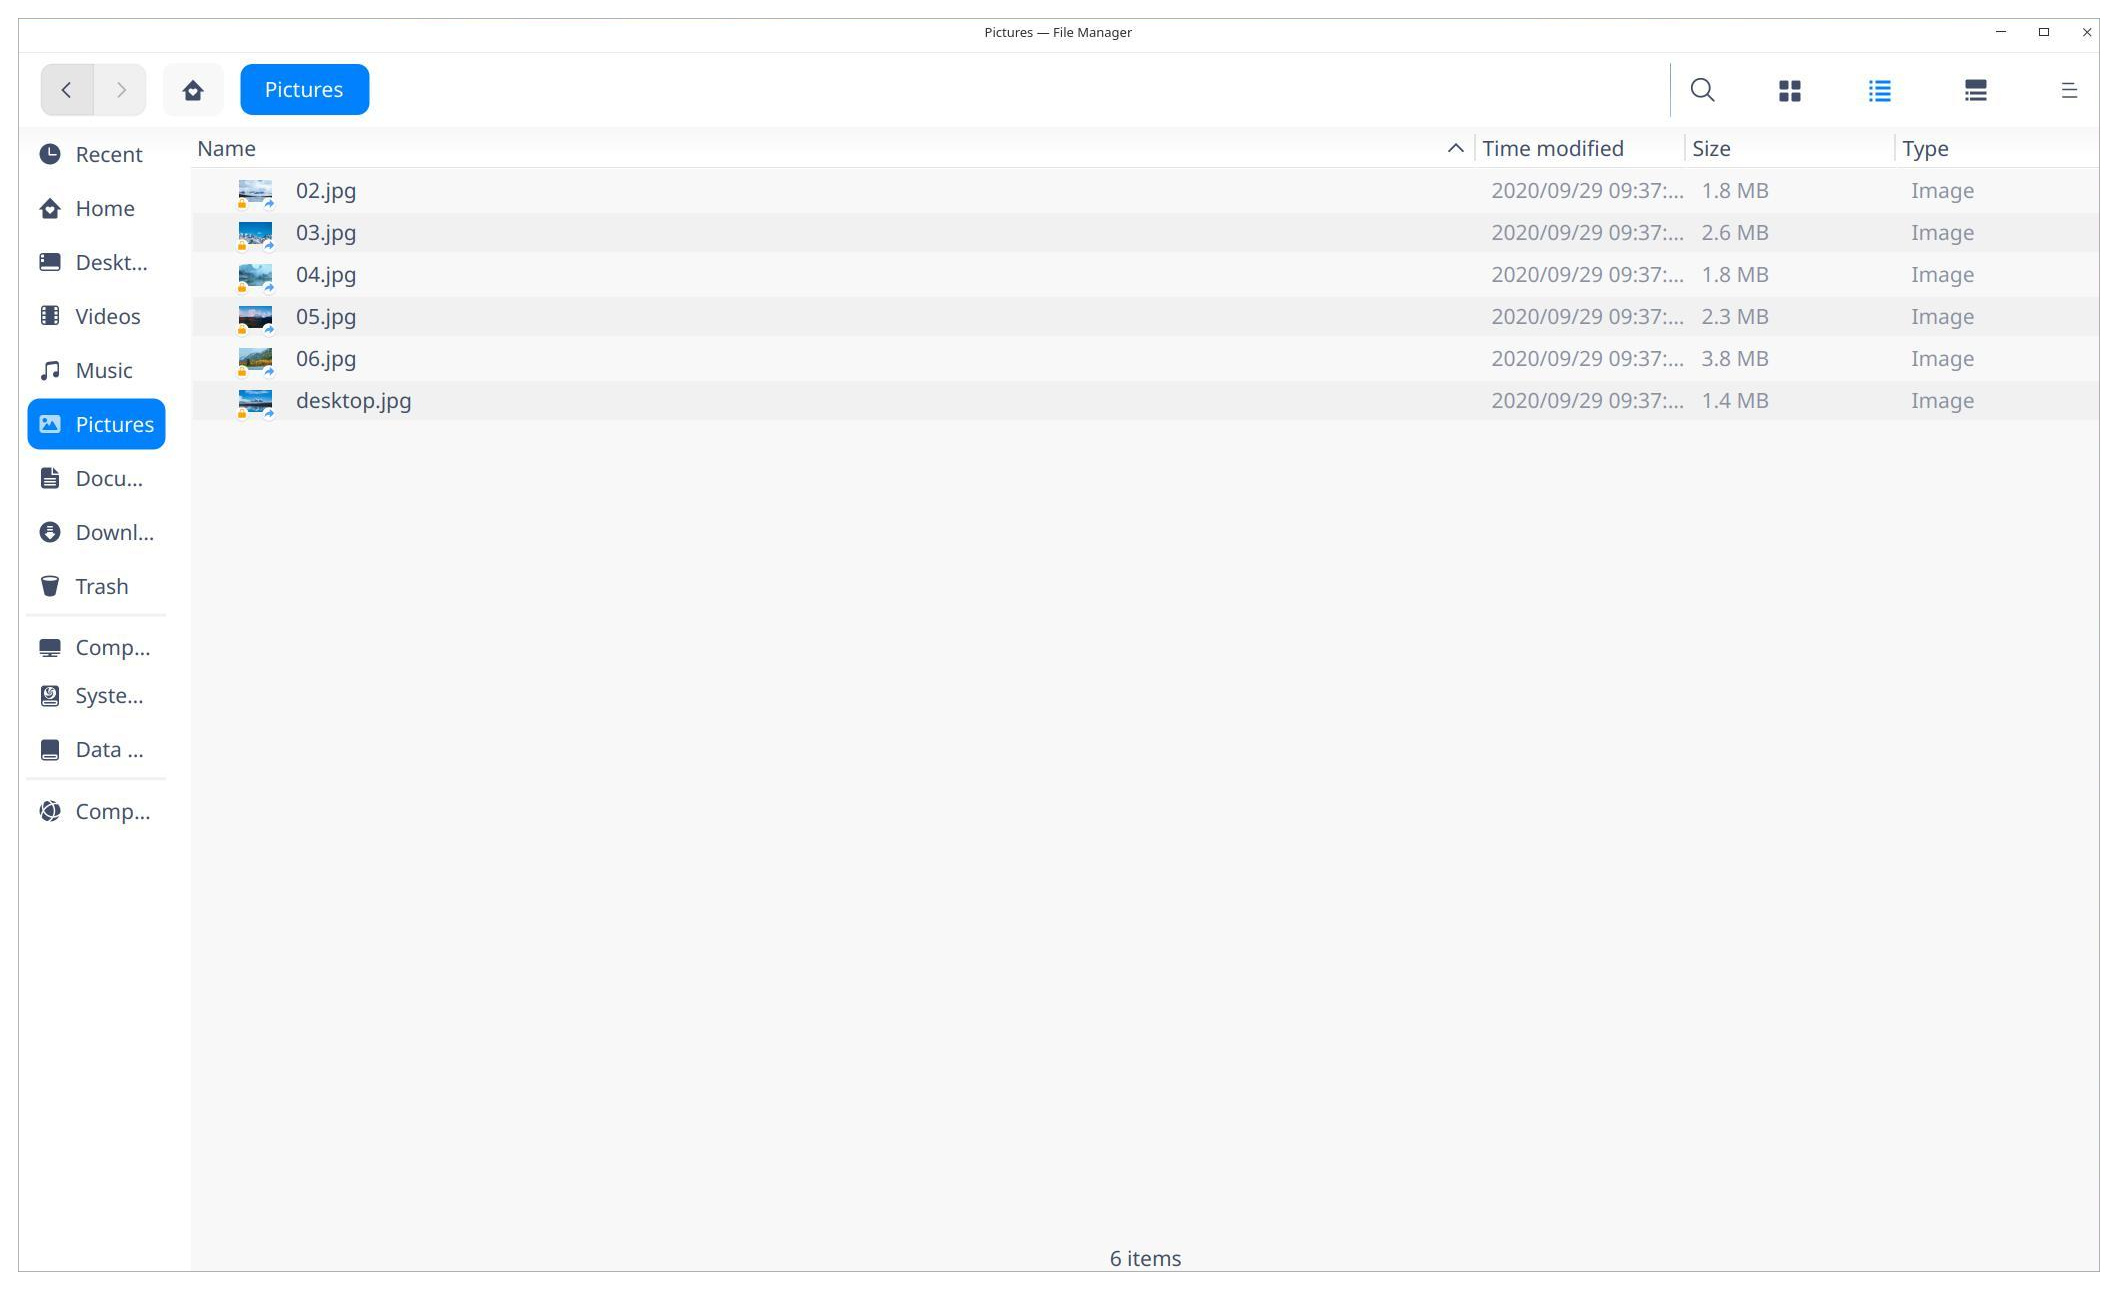 Pictures — File Manager
Pictures
Name Time modified Size Type
02.jpg 2020/09/29 09:37:... 1.8 MB Image
03.jpg 2020/09/29 09:37:... 2.6 MB Image
04.jpg 2020/09/29 09:37:... 1.8 MB Image
05.jpg 2020/09/29 09:37:... 2.3 MB Image
06.jpg 2020/09/29 09:37:... 3.8 MB Image
desktop.jpg 2020/09/29 09:37:... 1.4 MB Image
Recent
Home
Deskt...
Videos
Music
Pictures
Docu...
Downl...
Trash
Comp...
Syste...
Data ...
Comp...
6 items